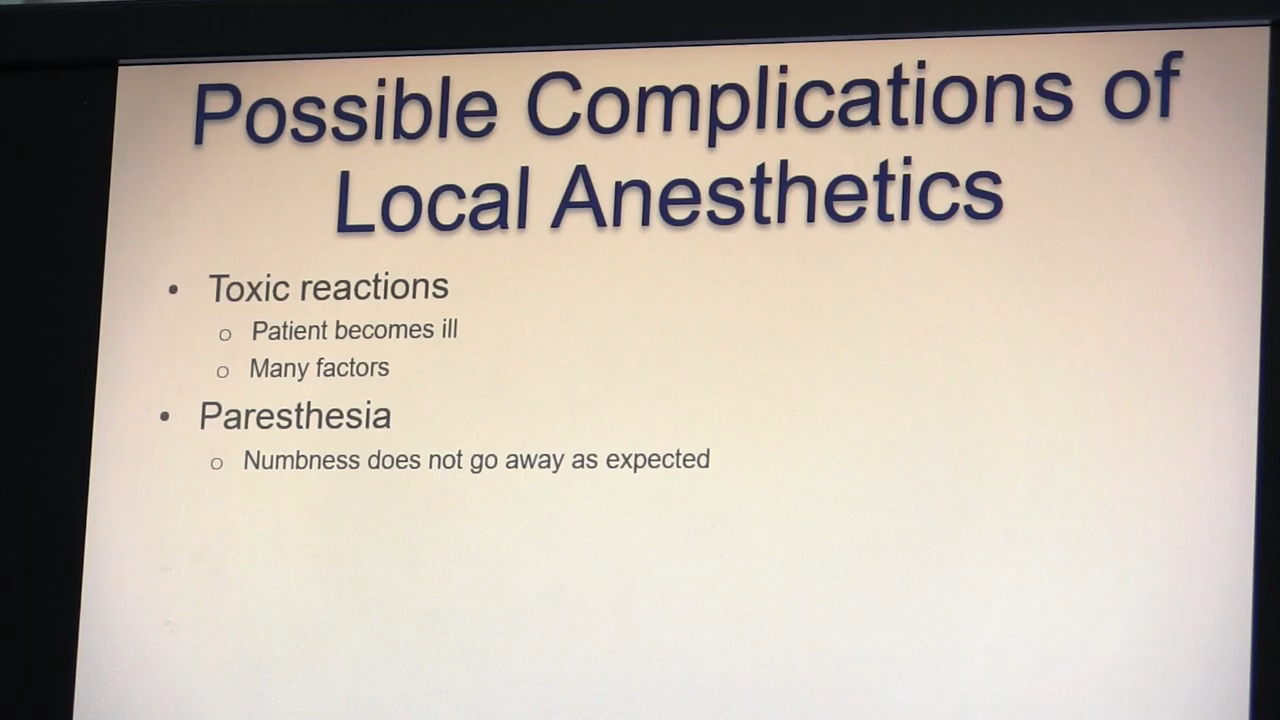 Possible Complications of
Local Anesthetics
• Toxic reactions
o Patient becomes ill
o Many factors
• Paresthesia
o Numbness does not go away as expected